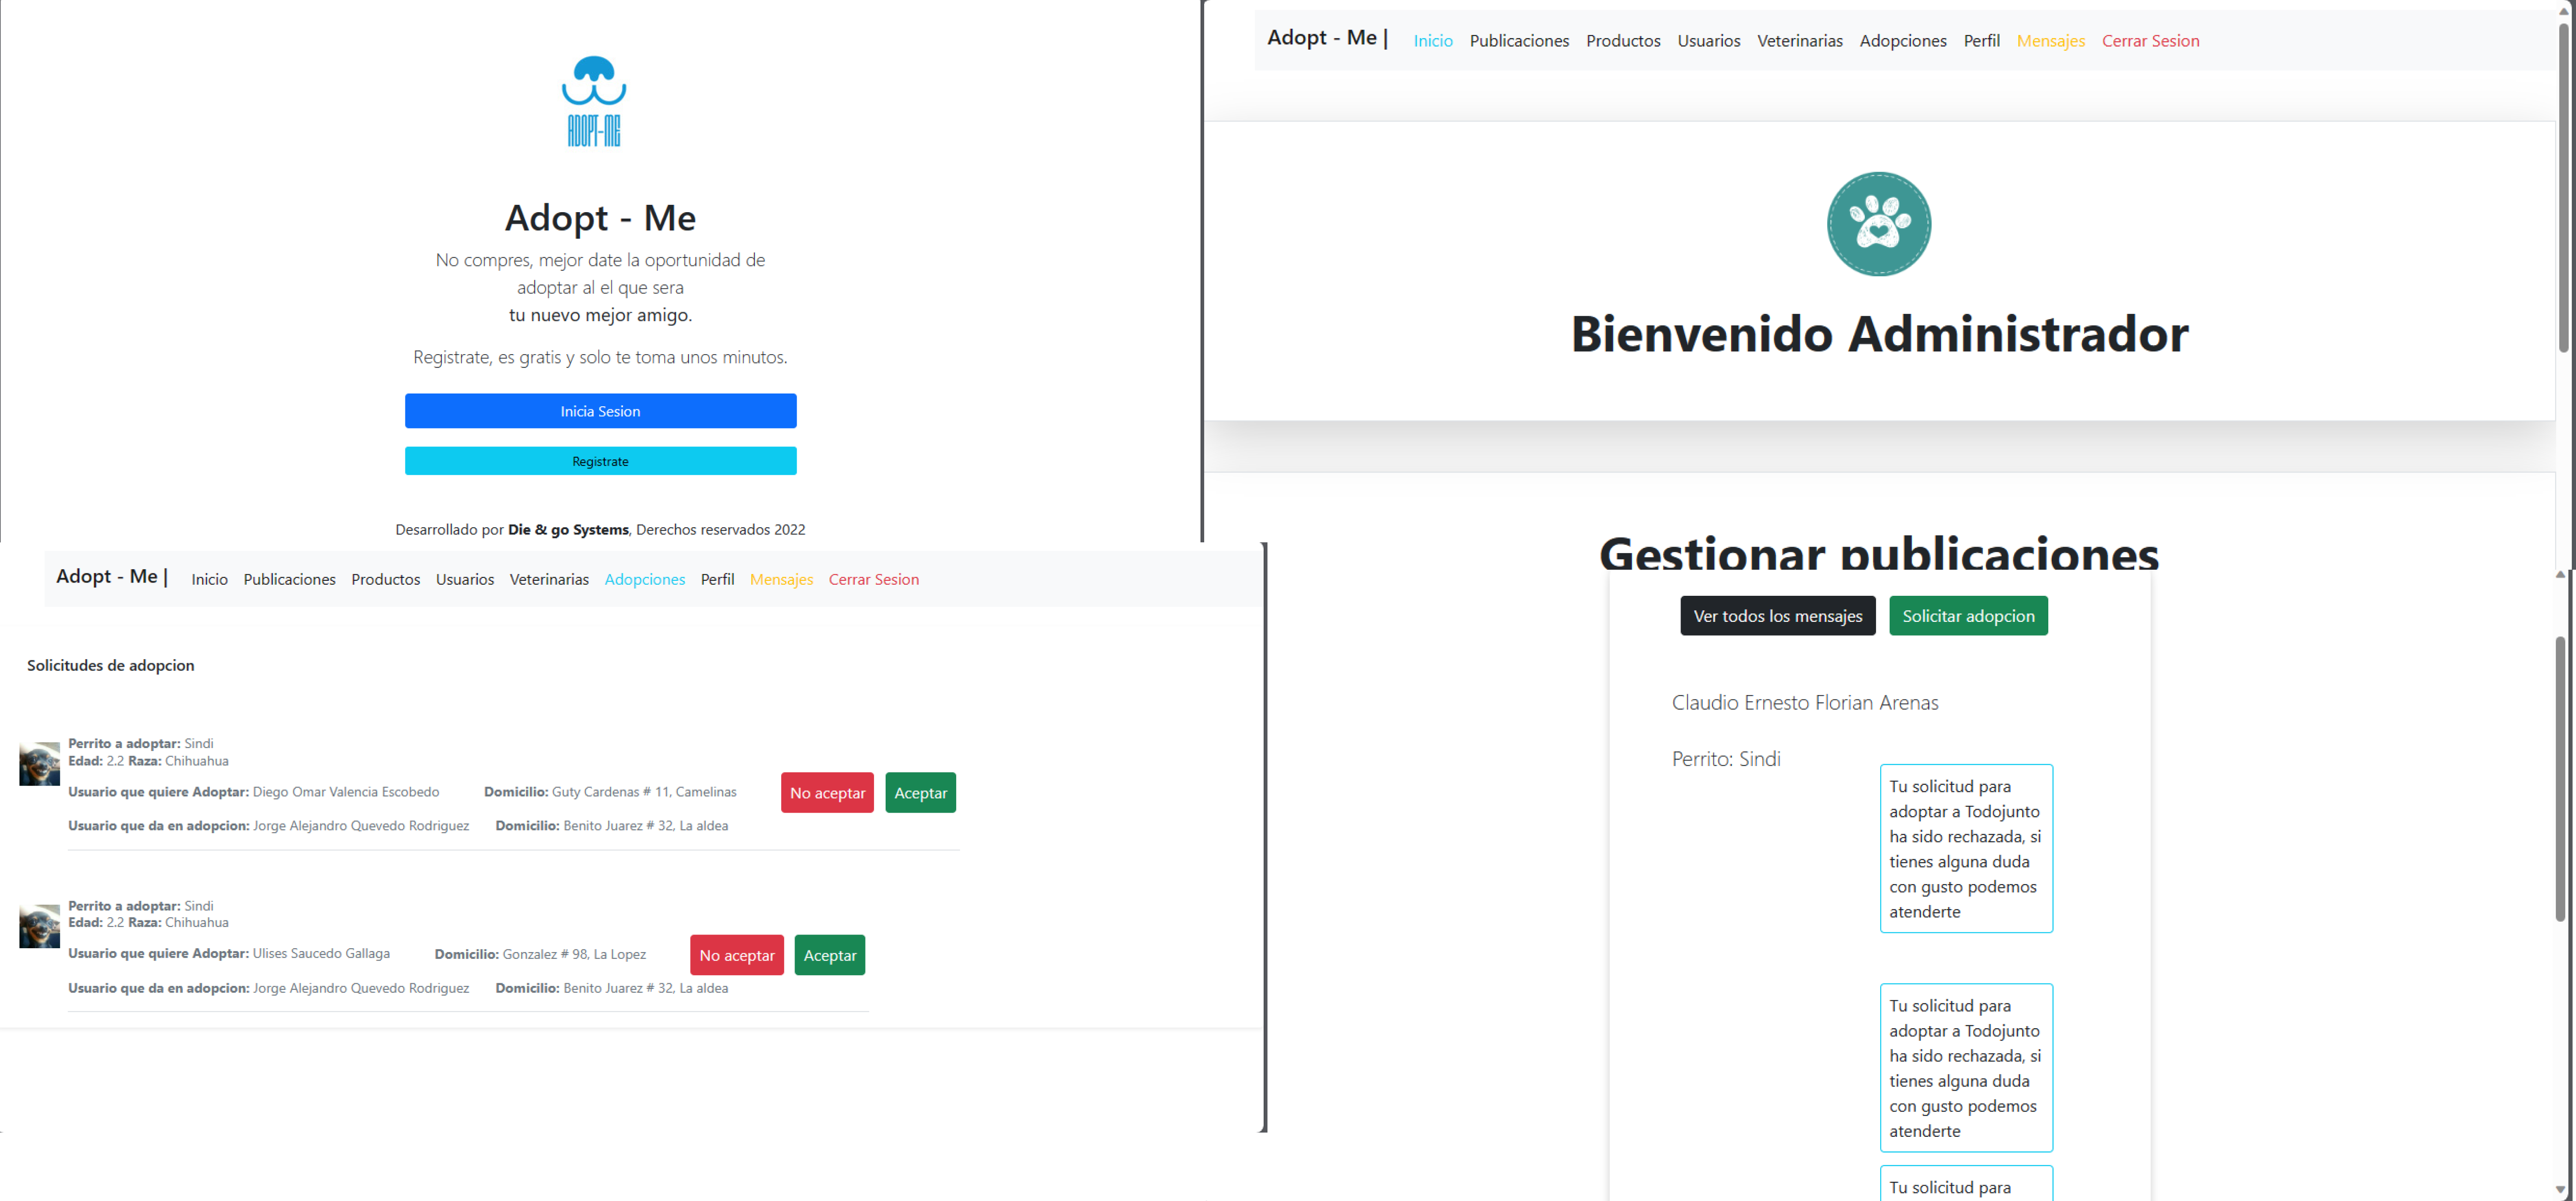 ADOPT-ME
Adopt - Me
No compres, mejor date la oportunidad de
adoptar al el que sera
tu nuevo mejor amigo.
Registrate, es gratis y solo te toma unos minutos.
Inicia Sesion
Registrate
Desarrollado por Die & go Systems, Derechos reservados 2022
Adopt - Me | Inicio Publicaciones Productos Usuarios Veterinarias Adopciones Perfil Mensajes Cerrar Sesion
Bienvenido Administrador
Gestionar publicaciones
Adopt - Me | Inicio Publicaciones Productos Usuarios Veterinarias Adopciones Perfil Mensajes Cerrar Sesion
Solicitudes de adopcion
Perrito a adoptar: Sindi
Edad: 2.2 Raza: Chihuahua
Usuario que quiere Adoptar: Diego Omar Valencia Escobedo Domicilio: Guty Cardenas # 11, Camelinas No aceptar Aceptar
Usuario que da en adopcion: Jorge Alejandro Quevedo Rodriguez Domicilio: Benito Juarez # 32, La aldea
Perrito a adoptar: Sindi
Edad: 2.2 Raza: Chihuahua
Usuario que quiere Adoptar: Ulises Saucedo Gallaga Domicilio: Gonzalez # 98, La Lopez No aceptar Aceptar
Usuario que da en adopcion: Jorge Alejandro Quevedo Rodriguez Domicilio: Benito Juarez # 32, La aldea
Ver todos los mensajes Solicitar adopcion
Claudio Ernesto Florian Arenas
Perrito: Sindi
Tu solicitud para
adoptar a Todojunto
ha sido rechazada, si
tienes alguna duda
con gusto podemos
atenderte
Tu solicitud para
adoptar a Todojunto
ha sido rechazada, si
tienes alguna duda
con gusto podemos
atenderte
Tu solicitud para